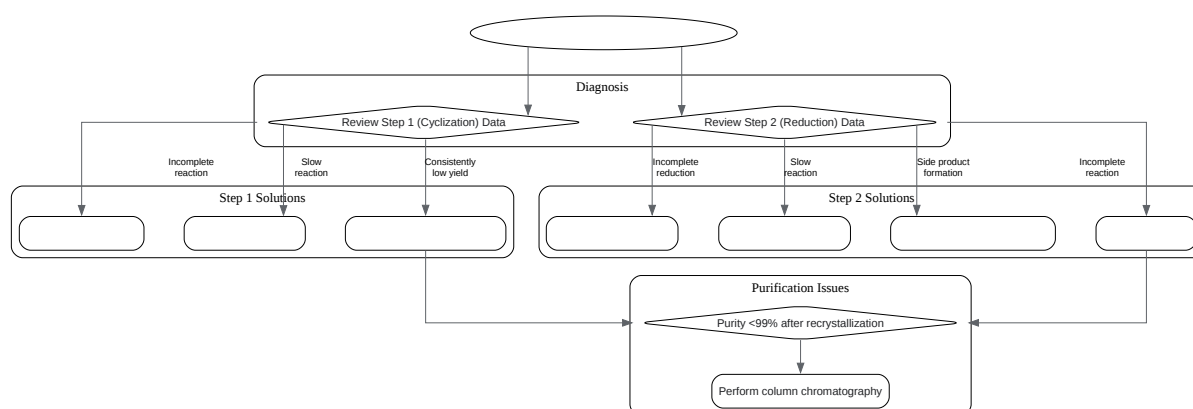 Diagnosis
Review Step 1 (Cyclization) Data
Review Step 2 (Reduction) Data
Incomplete
reaction
Slow
reaction
Consistently
low yield
Incomplete
reduction
Slow
reaction
Side product
formation
Incomplete
reaction
Step 1 Solutions
Step 2 Solutions
Purification Issues
Purity <99% after recrystallization
Perform column chromatography